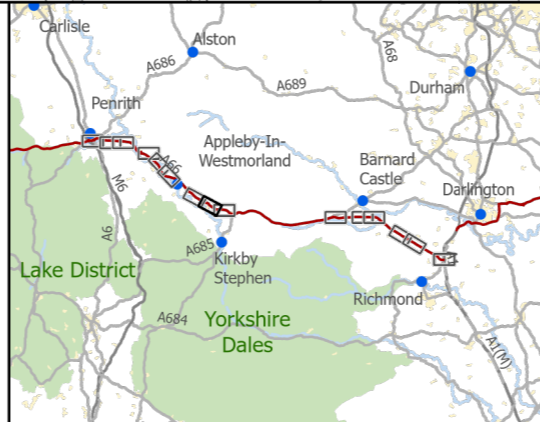 Carlisle
Alston
A68
A686
A689
Durham
Penrith
Appleby-In-
Westmorland
A66
Barnard
Castle
Darlington
M6
A6
A685
Kirkby
Stephen
Lake District
Richmond
A684
Yorkshire
Dales
A1(M)